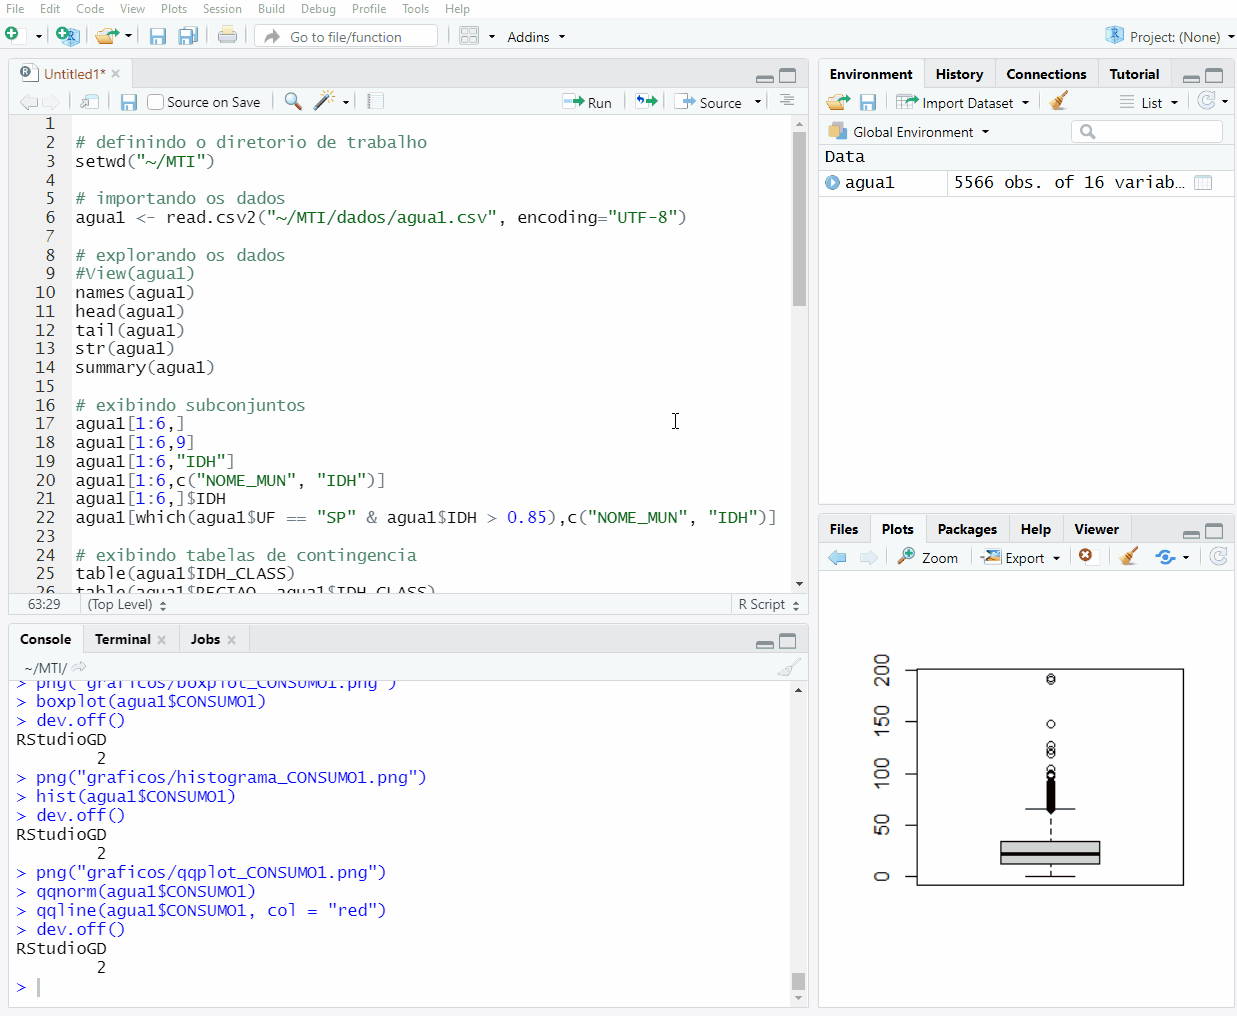 File Edit Code View Plots Session Build Debug Profile Tools Help
Go to file/function Addins Project: (None)
Untitled1*
Source on Save Run Source
1
2 # definindo o diretorio de trabalho
3 setwd("~/MTI")
4
5 # importando os dados
6 agua1 <- read.csv2("~/MTI/dados/agua1.csv", encoding="UTF-8")
7
8 # explorando os dados
9 #View(agua1)
10 names(agua1)
11 head(agua1)
12 tail(agua1)
13 str(agua1)
14 summary(agua1)
15
16 # exibindo subconjuntos
17 agua1[1:6,]
18 agua1[1:6,9]
19 agua1[1:6,"IDH"]
20 agua1[1:6,c("NOME_MUN", "IDH")]
21 agua1[1:6,]$IDH
22 agua1[which(agua1$UF == "SP" & agua1$IDH > 0.85),c("NOME_MUN", "IDH")]
23
24 # exibindo tabelas de contingencia
25 table(agua1$IDH_CLASS)
26 table(agua1$REGIAO, agua1$IDH_CLASS)
63:29 (Top Level) R Script
Console Terminal Jobs
~/MTI/
> png("graficos/boxplot_CONSUMO1.png")
> boxplot(agua1$CONSUMO1)
> dev.off()
RStudioGD
2
> png("graficos/histograma_CONSUMO1.png")
> hist(agua1$CONSUMO1)
> dev.off()
RStudioGD
2
> png("graficos/qqplot_CONSUMO1.png")
> qqnorm(agua1$CONSUMO1)
> qqline(agua1$CONSUMO1, col = "red")
> dev.off()
RStudioGD
2
>
Environment History Connections Tutorial
Import Dataset List
Global Environment
Data
agua1 5566 obs. of 16 variab…
Files Plots Packages Help Viewer
Zoom Export
200
150
100
50
0